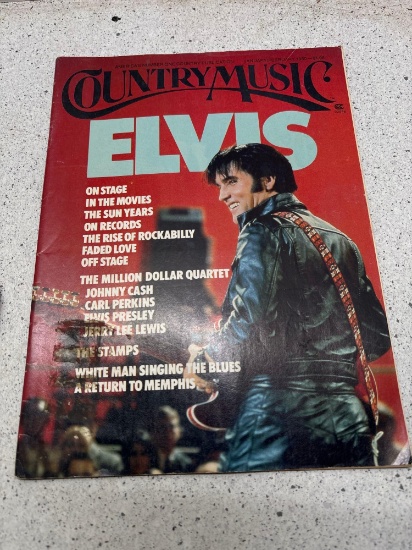 COUNTRY MUSIC
ELVIS
ON STAGE
IN THE MOVIES
THE SUN YEARS
ON RECORDS
THE RISE OF ROCKABILLY
FADED LOVE
OFF STAGE
THE MILLION DOLLAR QUARTET
JOHNNY CASH
CARL PERKINS
ELVIS PRESLEY
JERRY LEE LEWIS
THE STAMPS
WHITE MAN SINGING THE BLUES
A RETURN TO MEMPHIS